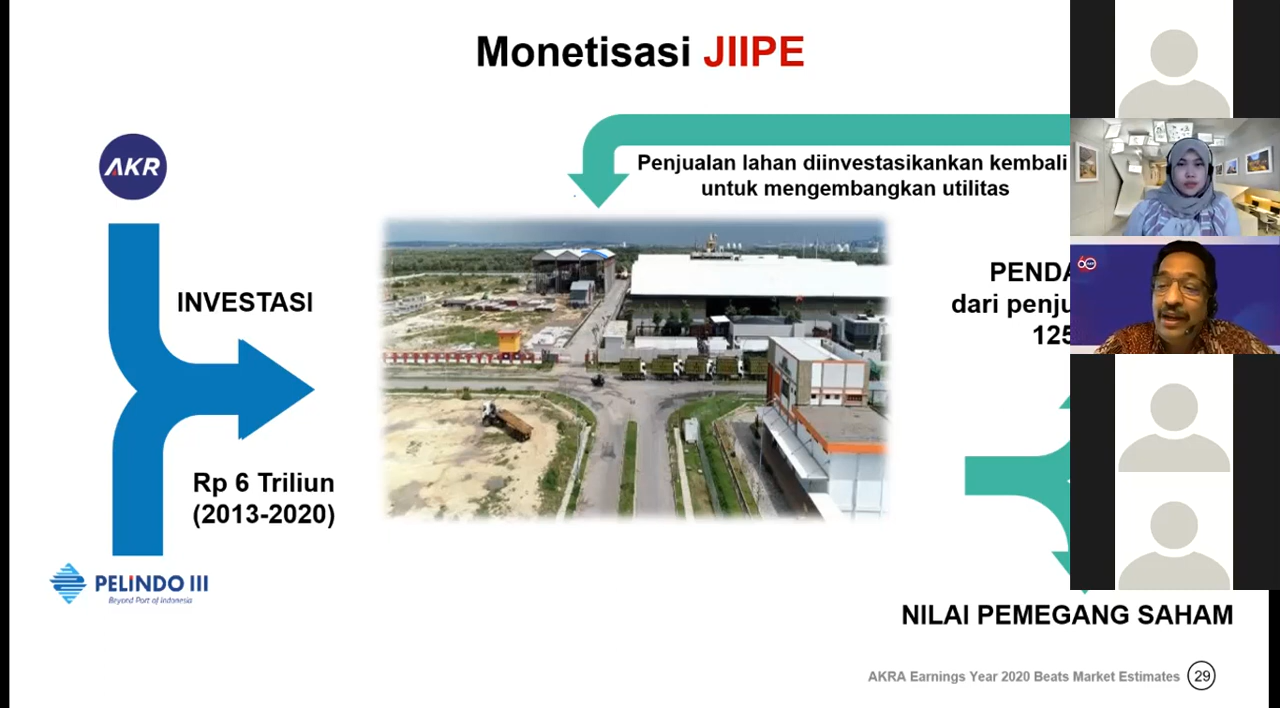 Monetisasi JIIPE
AKR
Penjualan lahan diinvestasikankan kembali
untuk mengembangkan utilitas
INVESTASI
Rp 6 Triliun
(2013-2020)
PELINDO III
Beyond Port of Indonesia
PENDA
dari penju
125
NILAI PEMEGANG SAHAM
AKRA Earnings Year 2020 Beats Market Estimates 29